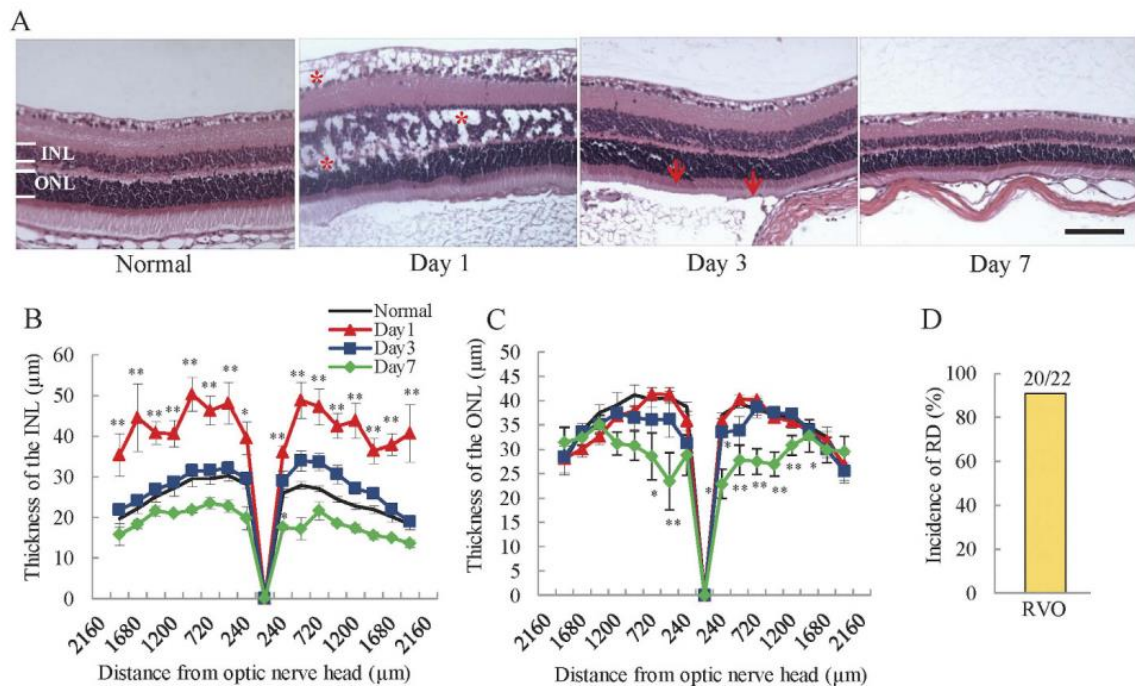 A
INL
ONL
*
*
*
Normal
Day 1
Day 3
Day 7
B
Normal
Day1
Day3
Day7
Thickness of the INL (µm)
60
50
40
30
20
10
0
** ** ** ** ** ** ** * ** ** ** ** ** ** ** **
*
2160 1680 1200 720 240 240 720 1200 1680 2160
Distance from optic nerve head (µm)
C
Thickness of the ONL (µm)
50
45
40
35
30
25
20
15
10
5
0
* ** * * ** ** ** ** *
2160 1680 1200 720 240 240 720 1200 1680 2160
Distance from optic nerve head (µm)
D
Incidence of RD (%)
100
80
60
40
20
0
20/22
RVO